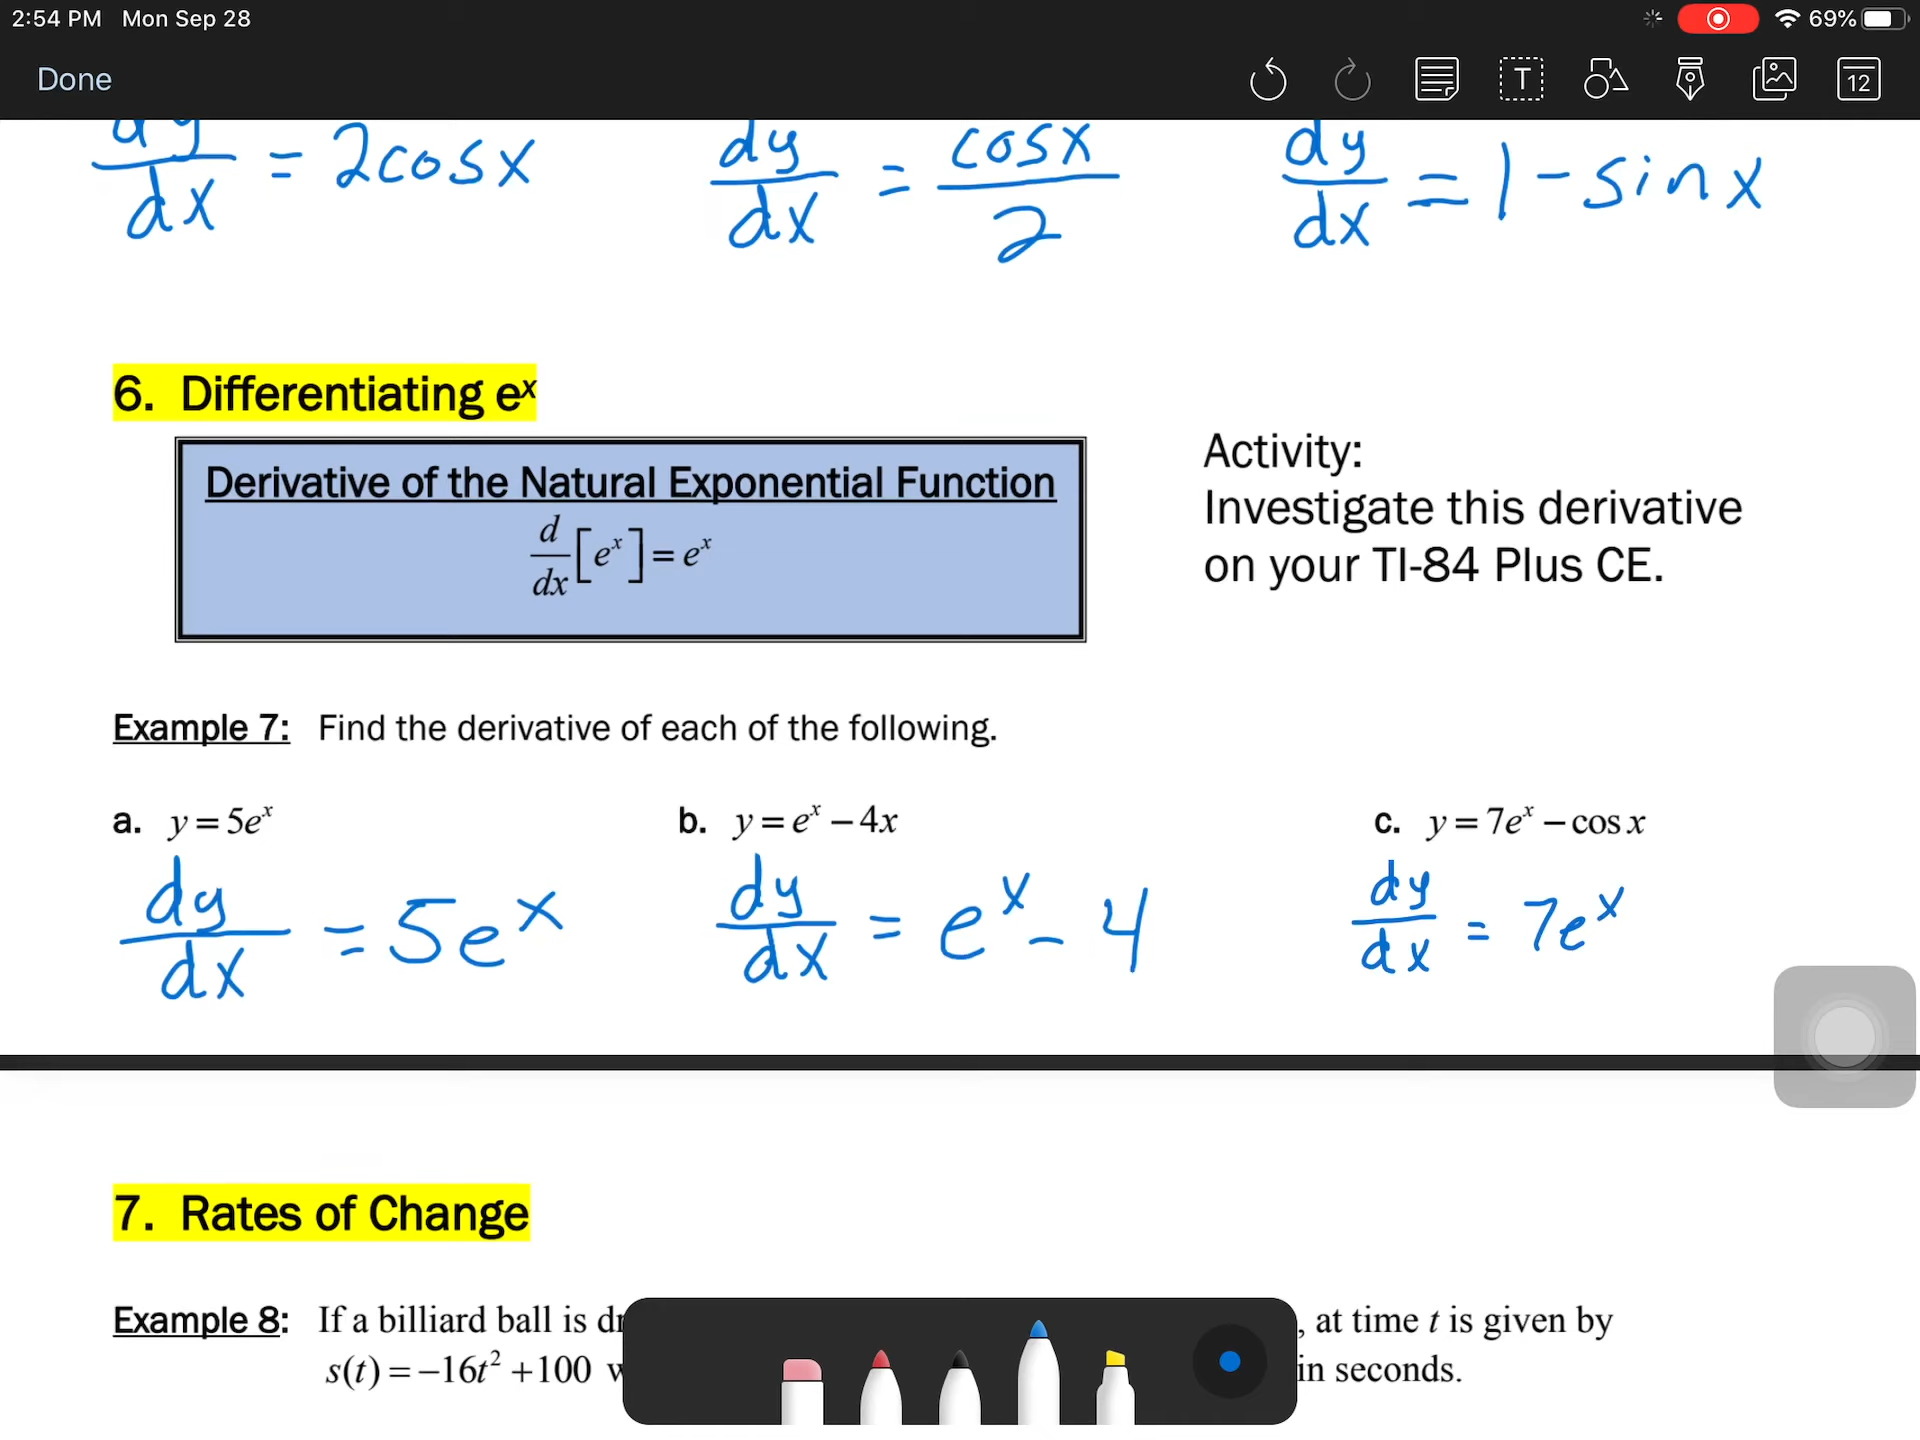 2:54 PM Mon Sep 28 69%
Done T 12
dy/dx = 2cosx dy/dx = cosx/2 dy/dx = 1-sinx
6. Differentiating eˣ
Derivative of the Natural Exponential Function
d/dx [eˣ] = eˣ
Activity:
Investigate this derivative
on your TI-84 Plus CE.
Example 7: Find the derivative of each of the following.
a. y = 5eˣ b. y = eˣ – 4x c. y = 7eˣ – cos x
dy/dx = 5eˣ dy/dx = eˣ - 4 dy/dx = 7eˣ
7. Rates of Change
Example 8: If a billiard ball is , at time t is given by
s(t) = –16t² +100 in seconds.